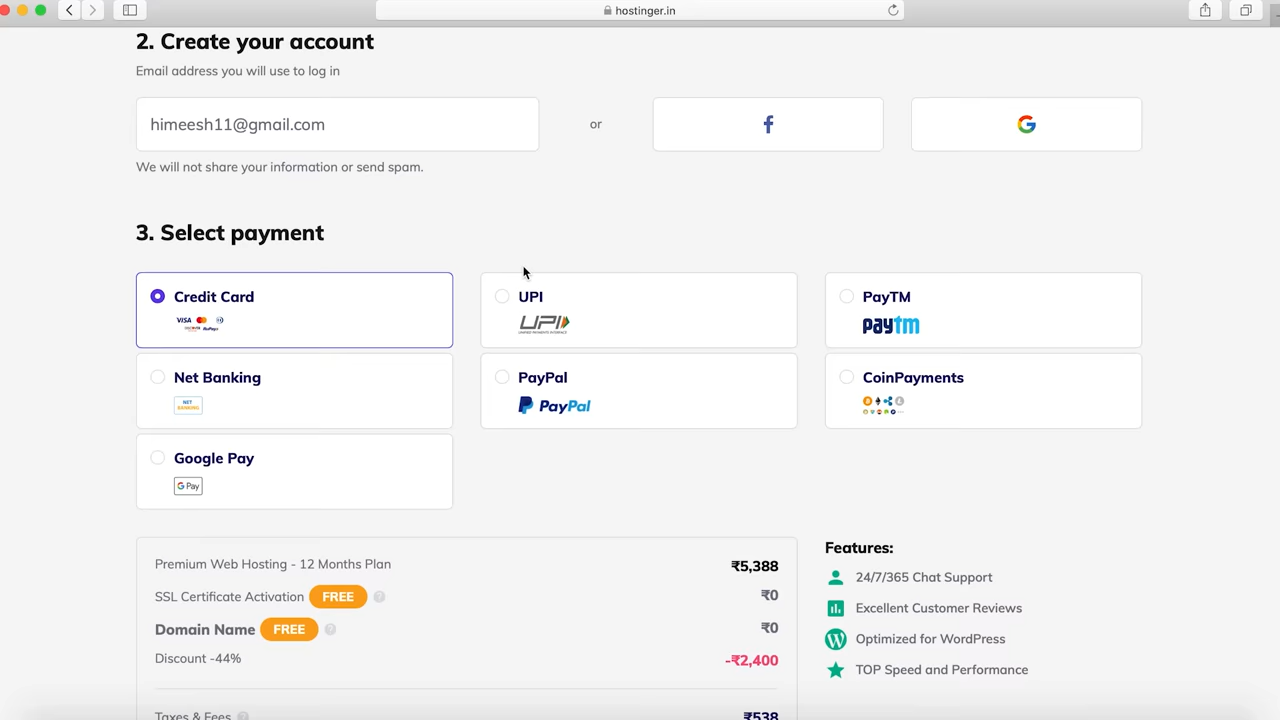 hostinger.in
2. Create your account
Email address you will use to log in
himeesh11@gmail.com
or
We will not share your information or send spam.
3. Select payment
Credit Card
VISA
UPI
UPI
PayTM
paytm
Net Banking
NET
BANKING
PayPal
PayPal
CoinPayments
Google Pay
G Pay
Premium Web Hosting - 12 Months Plan ₹5,388
SSL Certificate Activation FREE ? ₹0
Domain Name FREE ? ₹0
Discount -44% -₹2,400
Taxes & Fees ? ₹538
Features:
24/7/365 Chat Support
Excellent Customer Reviews
Optimized for WordPress
TOP Speed and Performance